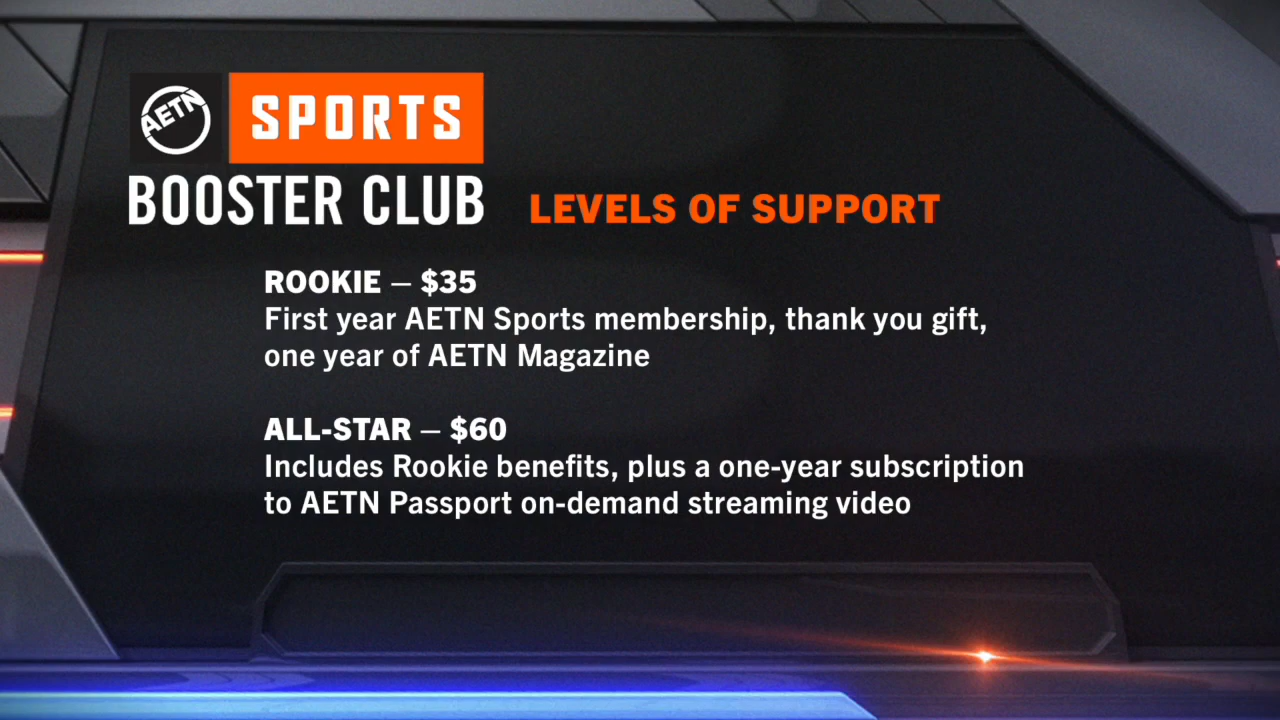 AETN
SPORTS
BOOSTER CLUB
LEVELS OF SUPPORT
ROOKIE – $35
First year AETN Sports membership, thank you gift,
one year of AETN Magazine
ALL-STAR – $60
Includes Rookie benefits, plus a one-year subscription
to AETN Passport on-demand streaming video